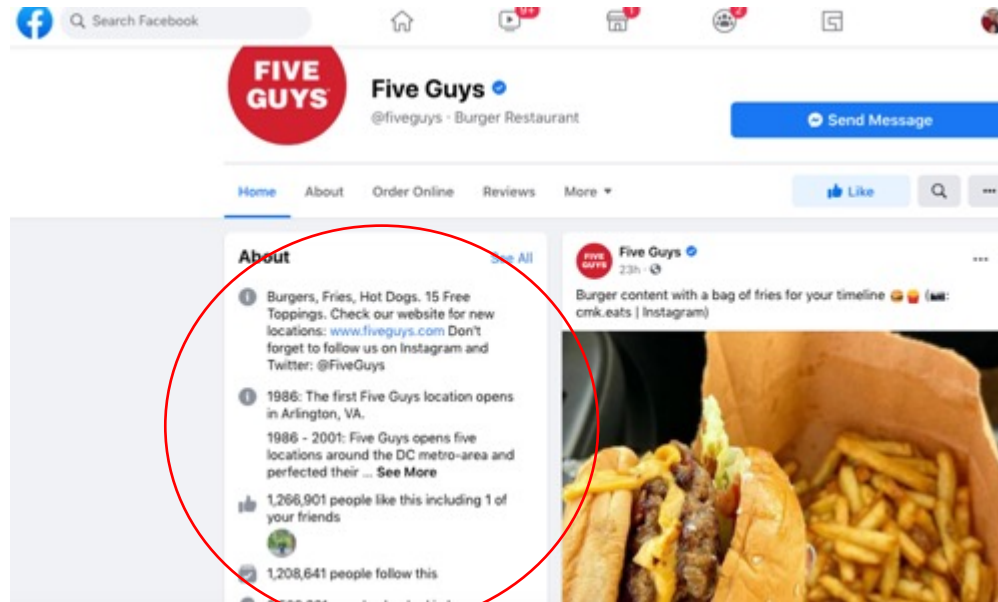 Search Facebook
9+
1
2
FIVE
GUYS
Five Guys
@fiveguys · Burger Restaurant
Send Message
Home
About
Order Online
Reviews
More
Like
About
See All
Burgers, Fries, Hot Dogs. 15 Free
Toppings. Check our website for new
locations: www.fiveguys.com Don't
forget to follow us on Instagram and
Twitter: @FiveGuys
1986: The first Five Guys location opens
in Arlington, VA.
1986 - 2001: Five Guys opens five
locations around the DC metro-area and
perfected their ... See More
1,266,901 people like this including 1 of
your friends
1,208,641 people follow this
FIVE
GUYS
Five Guys
23h ·
Burger content with a bag of fries for your timeline 🍔🍟 (📷:
cmk.eats | Instagram)